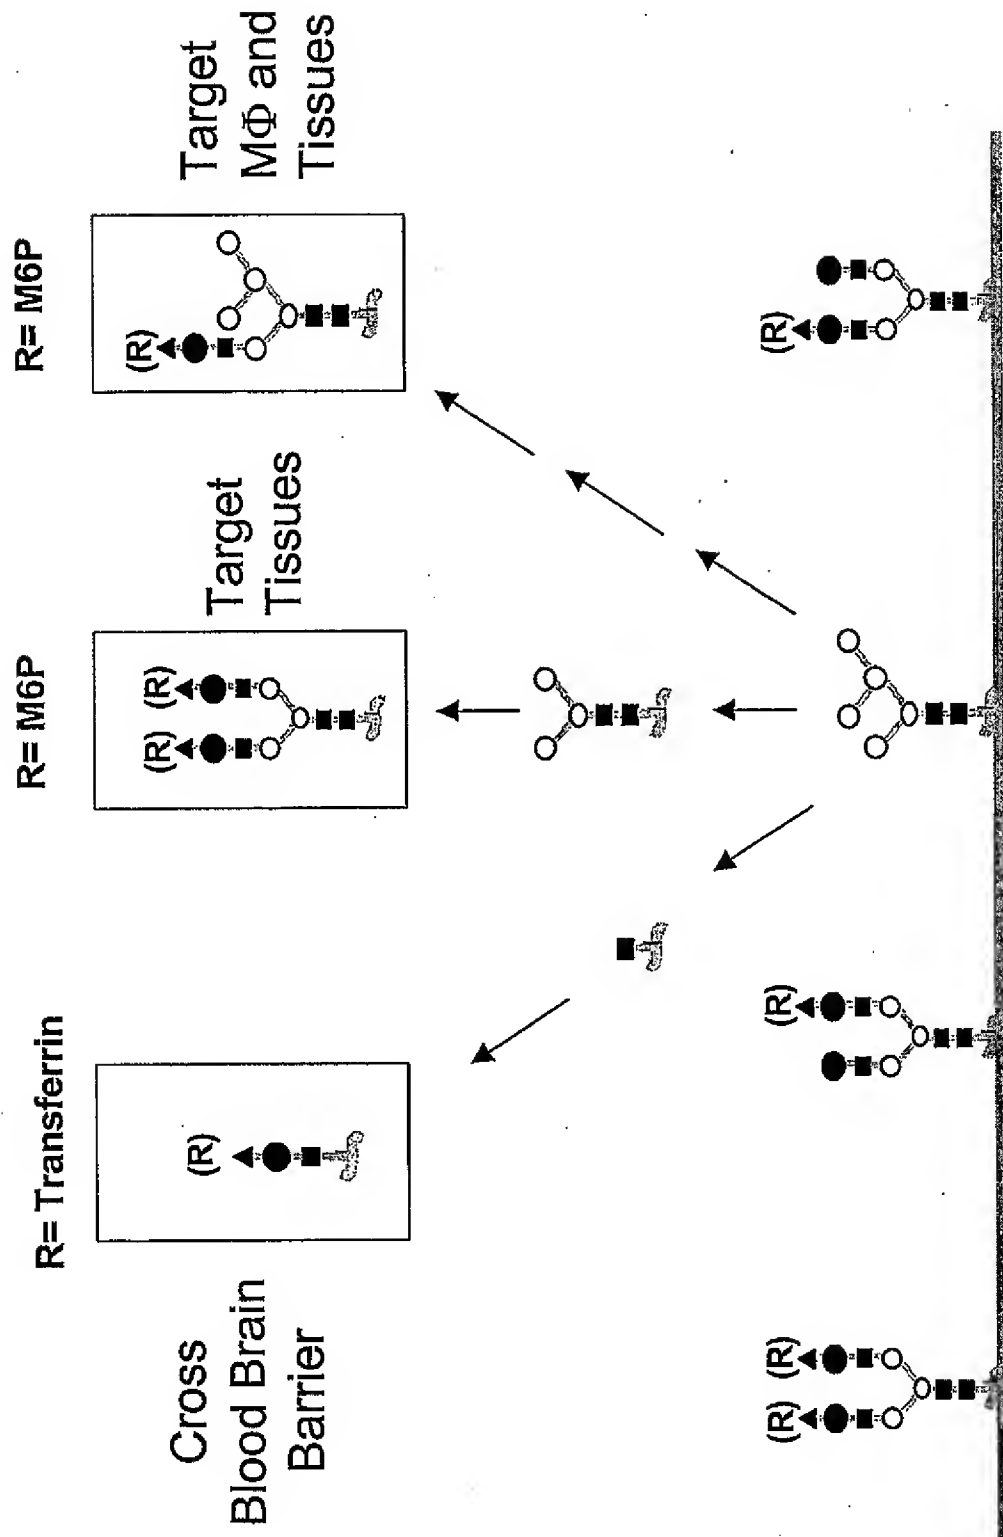 R= Transferrin
Cross
Blood Brain
Barrier
(R)
R= M6P
Target
Tissues
(R)
(R)
R= M6P
Target
MΦ and
Tissues
(R)
(R)
(R)
(R)
(R)